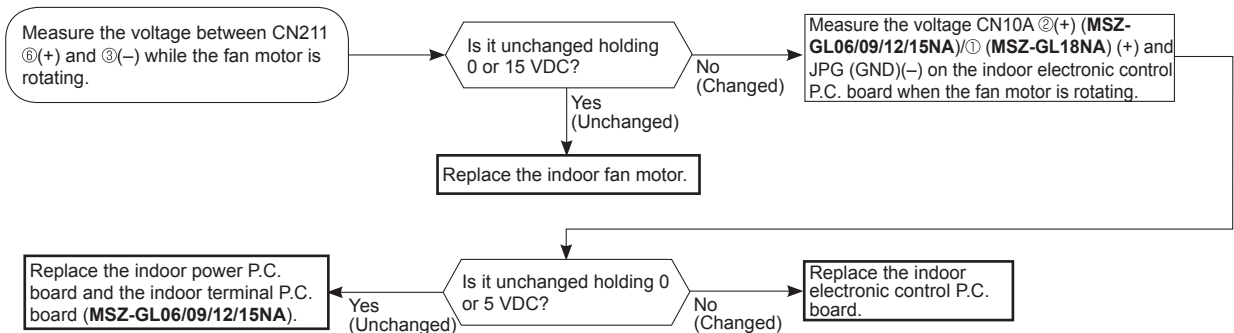 Measure the voltage between CN211
⑥(+) and ③(–) while the fan motor is
rotating.
Is it unchanged holding
0 or 15 VDC?
No
(Changed)
Measure the voltage CN10A ②(+) (MSZ-
GL06/09/12/15NA)/① (MSZ-GL18NA) (+) and
JPG (GND)(–) on the indoor electronic control
P.C. board when the fan motor is rotating.
Yes
(Unchanged)
Replace the indoor fan motor.
Replace the indoor power P.C.
board and the indoor terminal P.C.
board (MSZ-GL06/09/12/15NA).
Yes
(Unchanged)
Is it unchanged holding 0
or 5 VDC?
No
(Changed)
Replace the indoor
electronic control P.C.
board.